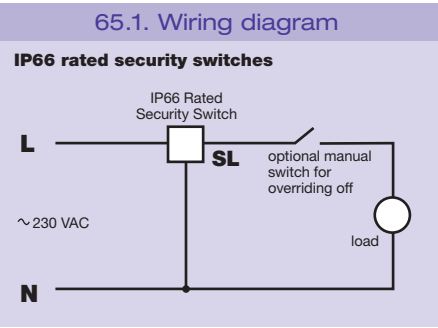 65.1. Wiring diagram
IP66 rated security switches
IP66 Rated
Security Switch
L
SL
optional manual
switch for
overriding off
~ 230 VAC
load
N